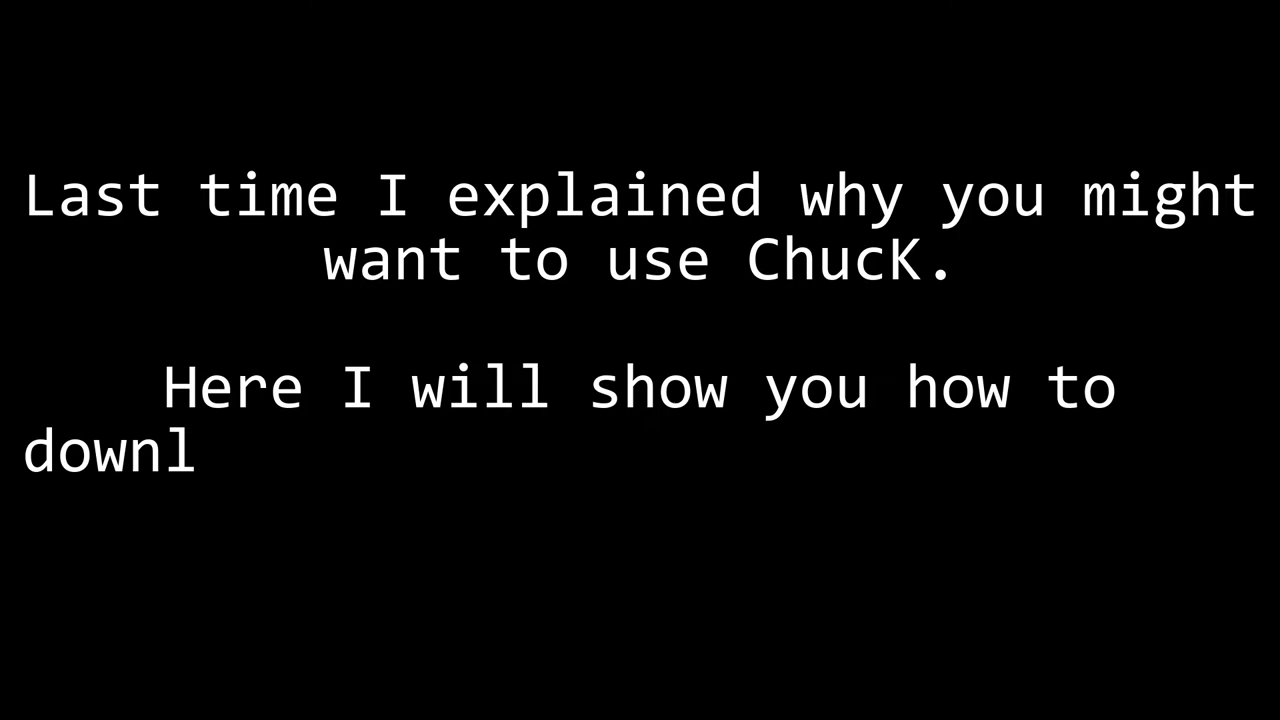 Last time I explained why you might
want to use ChucK.
Here I will show you how to
downl